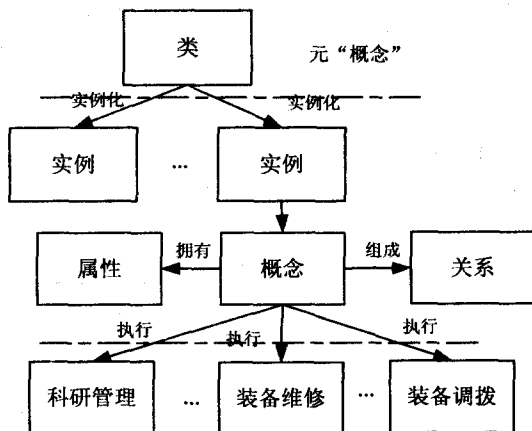 类
元“概念”
实例化
实例化
实例
...
实例
属性
拥有
概念
组成
关系
执行
执行
执行
科研管理
...
装备维修
...
装备调拨